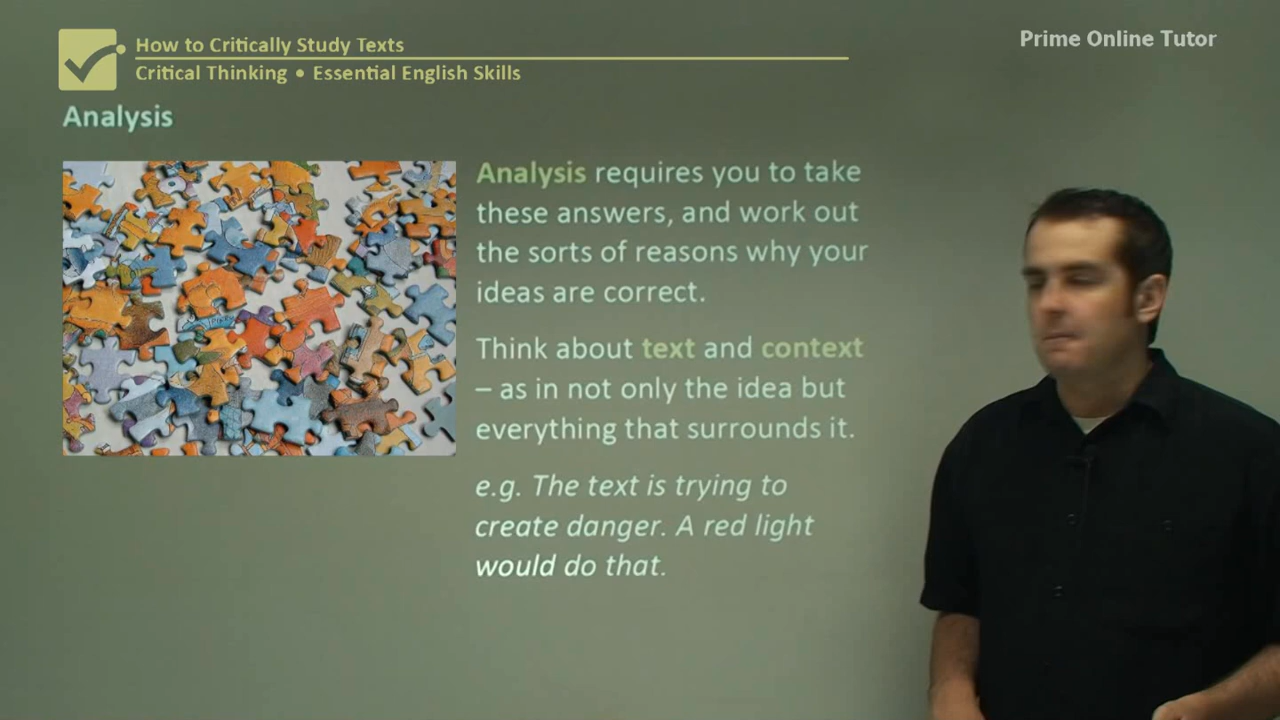 How to Critically Study Texts
Critical Thinking • Essential English Skills
Prime Online Tutor
Analysis
Analysis requires you to take
these answers, and work out
the sorts of reasons why your
ideas are correct.
Think about text and context
– as in not only the idea but
everything that surrounds it.
e.g. The text is trying to
create danger. A red light
would do that.